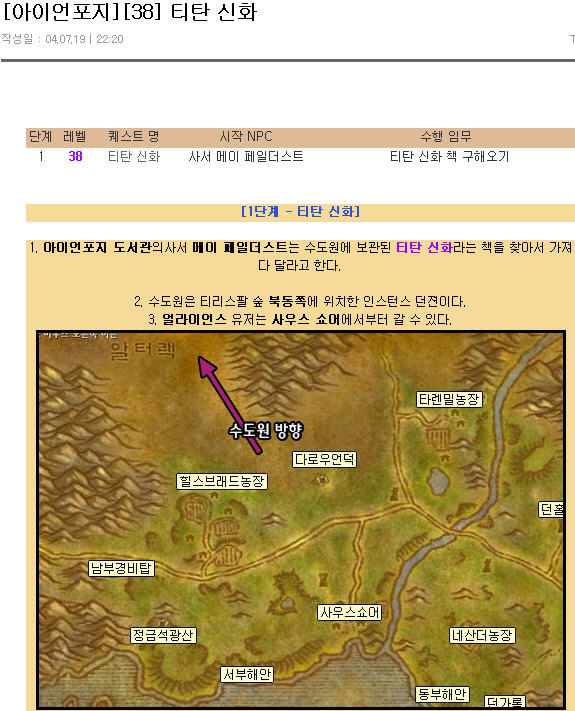 [아이언포지][38] 티탄 신화
작성일 : 04.07.19 | 22:20
단계 레벨 퀘스트 명 시작 NPC 수행 임무
1 38 티탄 신화 사서 메이 페일더스트 티탄 신화 책 구해오기
[1단계 - 티탄 신화]
1. 아이언포지 도서관의사서 메이 페일더스트는 수도원에 보관된 티탄 신화라는 책을 찾아서 가져
다 달라고 한다.
2. 수도원은 티리스팔 숲 북동쪽에 위치한 인스턴스 던젼이다.
3. 얼라이언스 유저는 사우스 쇼어에서부터 갈 수 있다.
알터랙
타렌밀농장
수도원 방향
다로우언덕
힐스브래드농장
던홀
남부경비탑
사우스쇼어
정금석광산
네산더농장
서부해안
동부해안
던가록